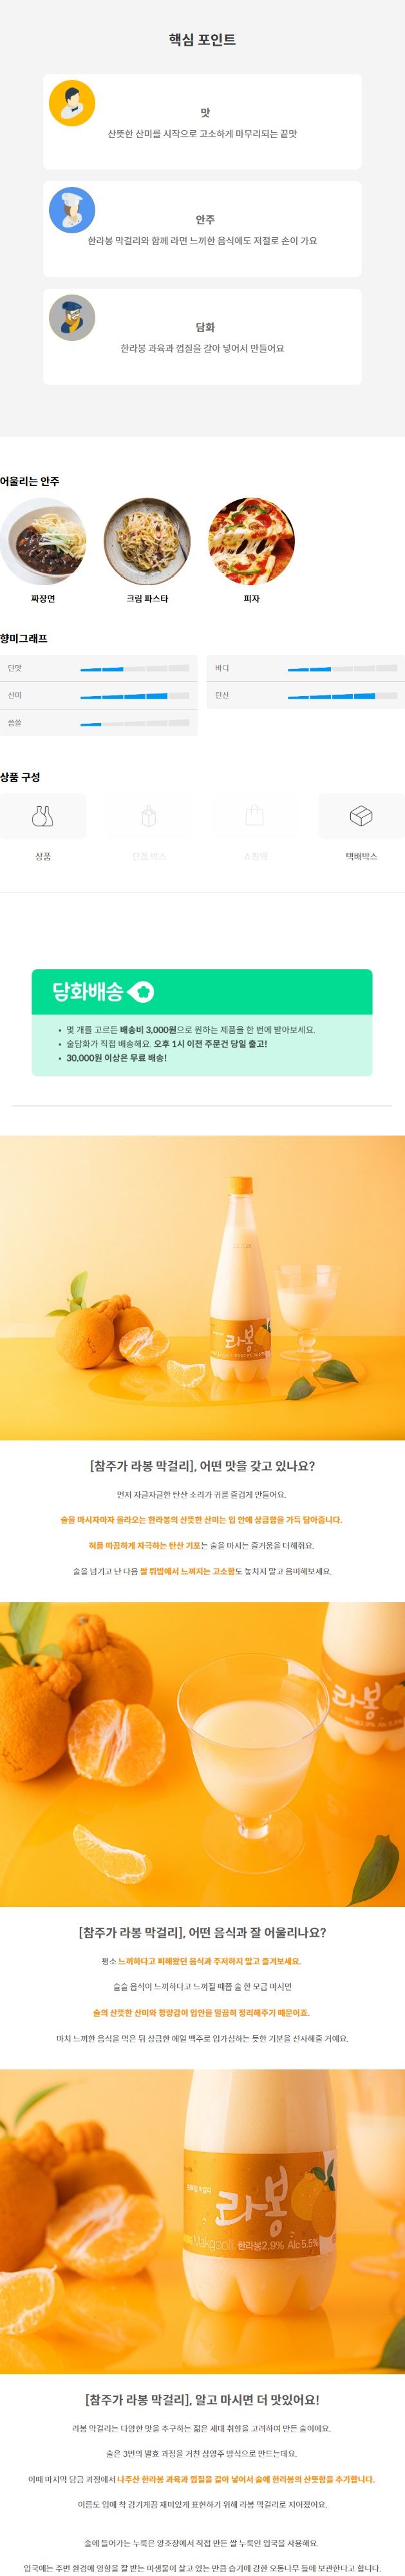 핵심 포인트
맛
산뜻한 산미를 시작으로 고소하게 마무리되는 끝맛
안주
한라봉 막걸리와 함께 라면 느끼한 음식에도 저절로 손이 가요
담화
한라봉 과육과 껍질을 갈아 넣어서 만들어요
어울리는 안주
짜장면
크림 파스타
피자
향미그래프
단맛
바디
산미
탄산
씁쓸
상품 구성
상품
단품 박스
쇼핑백
택배박스
담화배송
• 몇 개를 고르든 배송비 3,000원으로 원하는 제품을 한 번에 받아보세요.
• 술담화가 직접 배송해요. 오후 1시 이전 주문건 당일 출고!
• 30,000원 이상은 무료 배송!
라봉
[참주가 라봉 막걸리], 어떤 맛을 갖고 있나요?
먼저 자글자글한 탄산 소리가 귀를 즐겁게 만들어요.
술을 마시자마자 올라오는 한라봉의 산뜻한 산미는 입 안에 상큼함을 가득 담아줍니다.
혀를 따끔하게 자극하는 탄산 기포는 술을 마시는 즐거움을 더해줘요.
술을 넘기고 난 다음 쌀 튀밥에서 느껴지는 고소함도 놓치지 말고 음미해보세요.
라봉
[참주가 라봉 막걸리], 어떤 음식과 잘 어울리나요?
평소 느끼하다고 피해왔던 음식과 주저하지 말고 즐겨보세요.
슬슬 음식이 느끼하다고 느껴질 때쯤 술 한 모금 마시면
술의 산뜻한 산미와 청량감이 입안을 말끔히 정리해주기 때문이죠.
마치 느끼한 음식을 먹은 뒤 상큼한 에일 맥주로 입가심하는 듯한 기분을 선사해줄 거예요.
라봉
Makgeolli 한라봉2.9% Alc5.5%
[참주가 라봉 막걸리], 알고 마시면 더 맛있어요!
라봉 막걸리는 다양한 맛을 추구하는 젊은 세대 취향을 고려하여 만든 술이에요.
술은 3번의 발효 과정을 거친 삼양주 방식으로 만드는데요.
이때 마지막 담금 과정에서 나주산 한라봉 과육과 껍질을 갈아 넣어서 술에 한라봉의 산뜻함을 추가합니다.
이름도 입에 착 감기게끔 재미있게 표현하기 위해 라봉 막걸리로 지어졌어요.
술에 들어가는 누룩은 양조장에서 직접 만든 쌀 누룩인 입국을 사용해요.
입국에는 주변 환경에 영향을 잘 받는 미생물이 살고 있는 만큼 습기에 강한 오동나무 틀에 보관한다고 합니다.